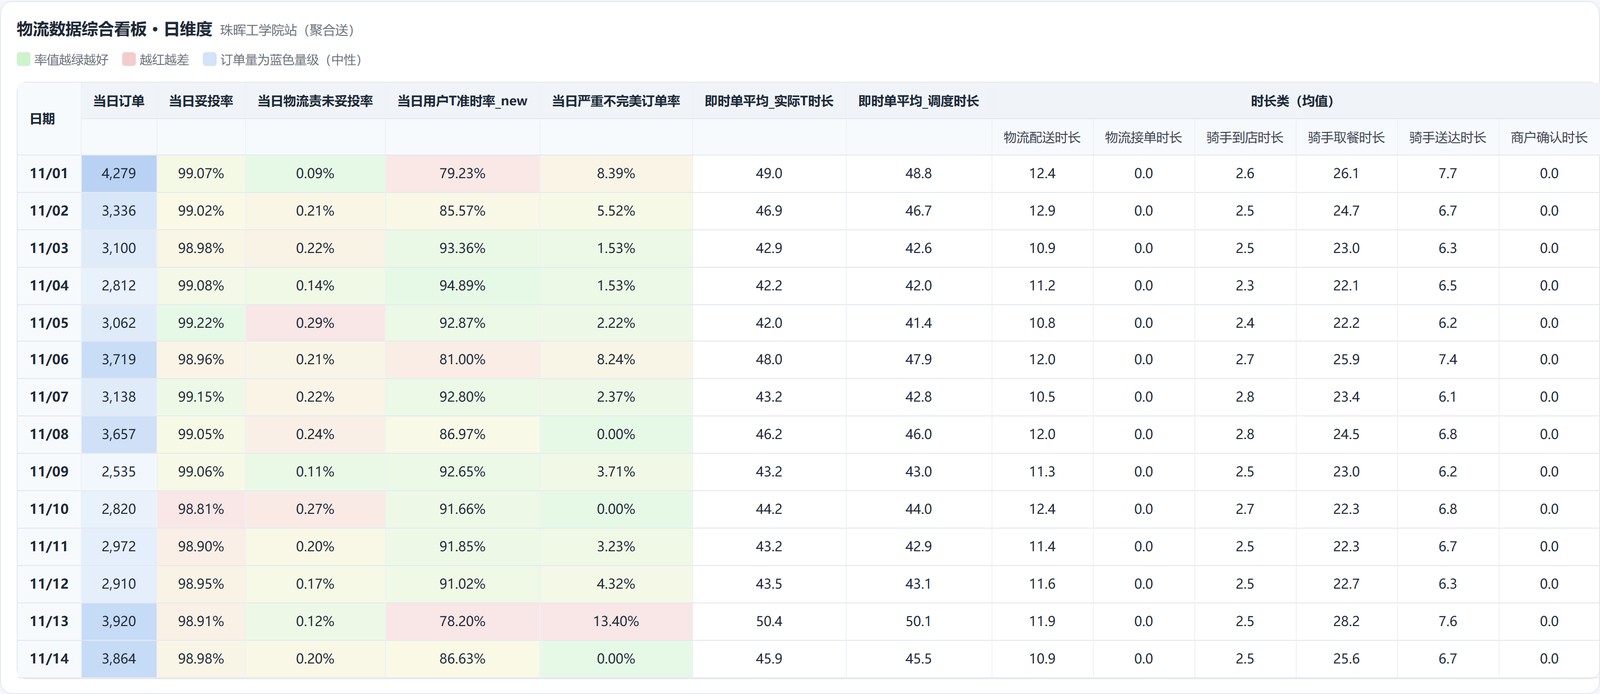 物流数据综合看板 • 日维度 珠晖工学院站（聚合送）
率值越绿越好 越红越差 订单量为蓝色量级（中性）
日期 当日订单 当日妥投率 当日物流责未妥投率 当日用户T准时率_new 当日严重不完美订单率 即时单平均_实际T时长 即时单平均_调度时长 时长类（均值）
物流配送时长 物流接单时长 骑手到店时长 骑手取餐时长 骑手送达时长 商户确认时长
11/01 4,279 99.07% 0.09% 79.23% 8.39% 49.0 48.8 12.4 0.0 2.6 26.1 7.7 0.0
11/02 3,336 99.02% 0.21% 85.57% 5.52% 46.9 46.7 12.9 0.0 2.5 24.7 6.7 0.0
11/03 3,100 98.98% 0.22% 93.36% 1.53% 42.9 42.6 10.9 0.0 2.5 23.0 6.3 0.0
11/04 2,812 99.08% 0.14% 94.89% 1.53% 42.2 42.0 11.2 0.0 2.3 22.1 6.5 0.0
11/05 3,062 99.22% 0.29% 92.87% 2.22% 42.0 41.4 10.8 0.0 2.4 22.2 6.2 0.0
11/06 3,719 98.96% 0.21% 81.00% 8.24% 48.0 47.9 12.0 0.0 2.7 25.9 7.4 0.0
11/07 3,138 99.15% 0.22% 92.80% 2.37% 43.2 42.8 10.5 0.0 2.8 23.4 6.1 0.0
11/08 3,657 99.05% 0.24% 86.97% 0.00% 46.2 46.0 12.0 0.0 2.8 24.5 6.8 0.0
11/09 2,535 99.06% 0.11% 92.65% 3.71% 43.2 43.0 11.3 0.0 2.5 23.0 6.2 0.0
11/10 2,820 98.81% 0.27% 91.66% 0.00% 44.2 44.0 12.4 0.0 2.7 22.3 6.8 0.0
11/11 2,972 98.90% 0.20% 91.85% 3.23% 43.2 42.9 11.4 0.0 2.5 22.3 6.7 0.0
11/12 2,910 98.95% 0.17% 91.02% 4.32% 43.5 43.1 11.6 0.0 2.5 22.7 6.3 0.0
11/13 3,920 98.91% 0.12% 78.20% 13.40% 50.4 50.1 11.9 0.0 2.5 28.2 7.6 0.0
11/14 3,864 98.98% 0.20% 86.63% 0.00% 45.9 45.5 10.9 0.0 2.5 25.6 6.7 0.0